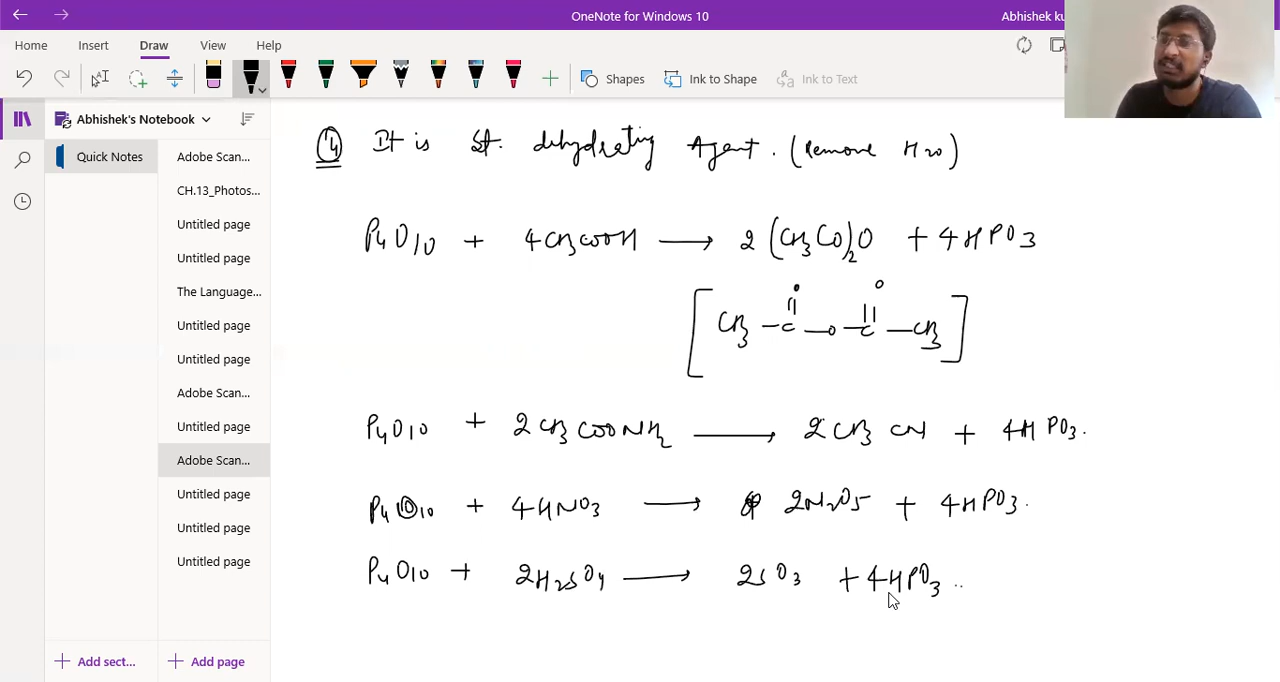 OneNote for Windows 10
Abhishek ku
Home Insert Draw View Help
Shapes Ink to Shape Ink to Text
Abhishek's Notebook
Quick Notes
Adobe Scan...
CH.13_Photos...
Untitled page
Untitled page
The Language...
Untitled page
Untitled page
Adobe Scan...
Untitled page
Adobe Scan...
Untitled page
Untitled page
Untitled page
Add sect...
Add page
④ It is St. dehydrating Agent. (remove H2O)
P4O10 + 4CH3COOH → 2(CH3CO)2O + 4HPO3
O O
[CH3 – C – O – C – CH3]
P4O10 + 2CH3COONH2 → 2CH3CN + 4HPO3.
P4O10 + 4HNO3 → 2N2O5 + 4HPO3.
P4O10 + 2H2SO4 → 2SO3 + 4HPO3 ..